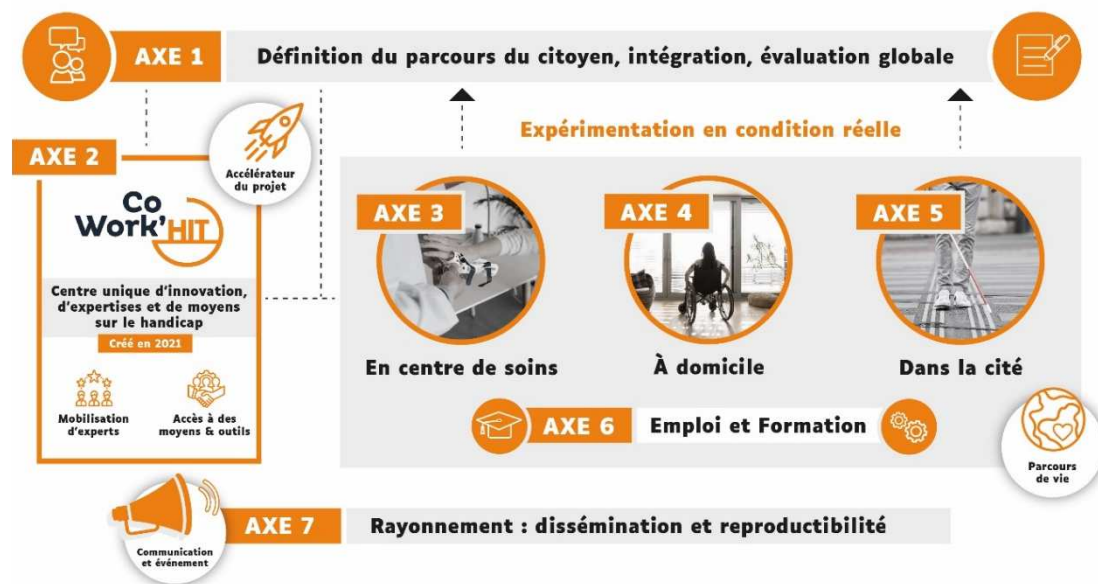 AXE 1
Définition du parcours du citoyen, intégration, évaluation globale
Expérimentation en condition réelle
AXE 2
Accélérateur
du projet
Co
Work'HIT
Centre unique d'innovation,
d'expertises et de moyens
sur le handicap
Créé en 2021
Mobilisation
d'experts
Accès à des
moyens & outils
AXE 3
En centre de soins
AXE 4
À domicile
AXE 5
Dans la cité
AXE 6
Emploi et Formation
Parcours
de vie
Communication
et événement
AXE 7
Rayonnement : dissémination et reproductibilité